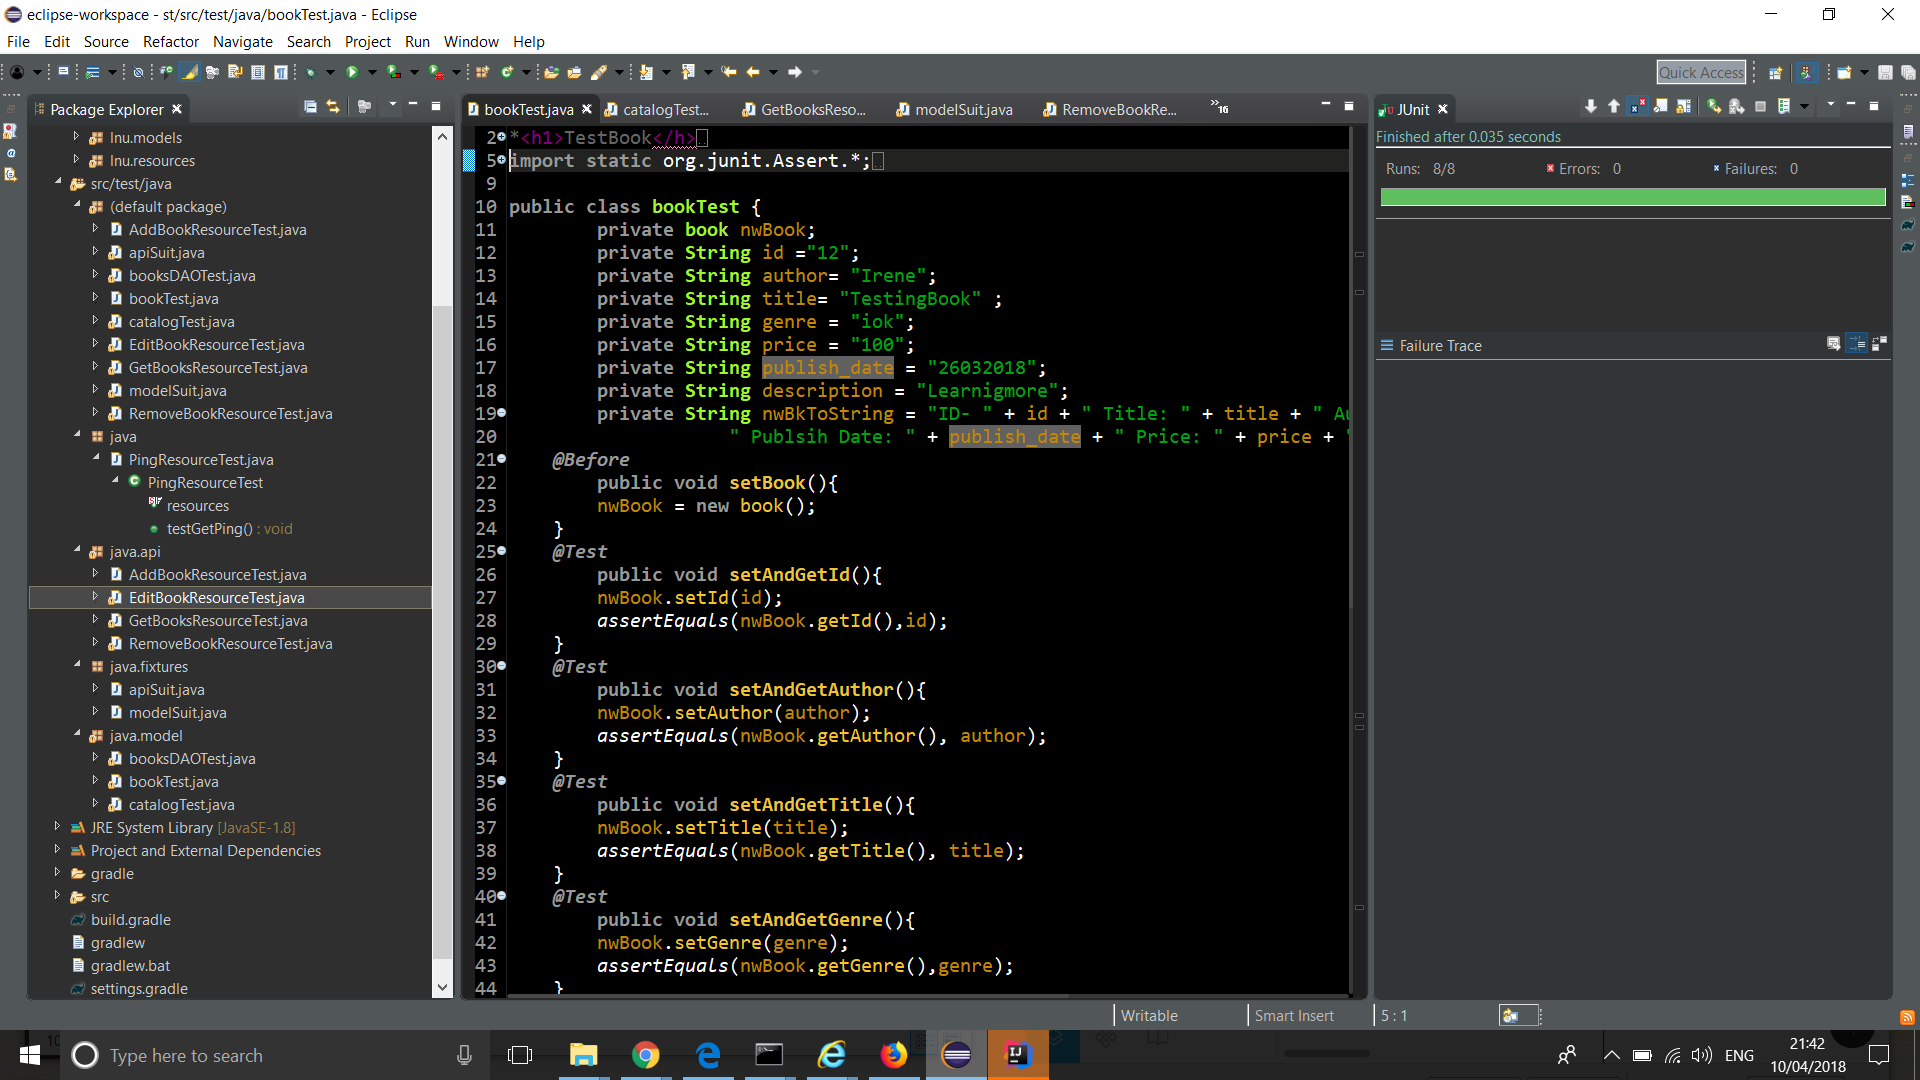 eclipse-workspace - st/src/test/java/bookTest.java - Eclipse
File Edit Source Refactor Navigate Search Project Run Window Help
Quick Access
Package Explorer
lnu.models
lnu.resources
src/test/java
(default package)
AddBookResourceTest.java
apiSuit.java
booksDAOTest.java
bookTest.java
catalogTest.java
EditBookResourceTest.java
GetBooksResourceTest.java
modelSuit.java
RemoveBookResourceTest.java
java
PingResourceTest.java
PingResourceTest
resources
testGetPing() : void
java.api
AddBookResourceTest.java
EditBookResourceTest.java
GetBooksResourceTest.java
RemoveBookResourceTest.java
java.fixtures
apiSuit.java
modelSuit.java
java.model
booksDAOTest.java
bookTest.java
catalogTest.java
JRE System Library [JavaSE-1.8]
Project and External Dependencies
gradle
src
build.gradle
gradlew
gradlew.bat
settings.gradle
bookTest.java catalogTest... GetBooksReso... modelSuit.java RemoveBookRe... »16
2 *<h1>TestBook</h>
5 import static org.junit.Assert.*;
9
10 public class bookTest {
11 private book nwBook;
12 private String id ="12";
13 private String author= "Irene";
14 private String title= "TestingBook" ;
15 private String genre = "iok";
16 private String price = "100";
17 private String publish_date = "26032018";
18 private String description = "Learnigmore";
19 private String nwBkToString = "ID- " + id + " Title: " + title + " Au
20 " Publsih Date: " + publish_date + " Price: " + price + "
21 @Before
22 public void setBook(){
23 nwBook = new book();
24 }
25 @Test
26 public void setAndGetId(){
27 nwBook.setId(id);
28 assertEquals(nwBook.getId(),id);
29 }
30 @Test
31 public void setAndGetAuthor(){
32 nwBook.setAuthor(author);
33 assertEquals(nwBook.getAuthor(), author);
34 }
35 @Test
36 public void setAndGetTitle(){
37 nwBook.setTitle(title);
38 assertEquals(nwBook.getTitle(), title);
39 }
40 @Test
41 public void setAndGetGenre(){
42 nwBook.setGenre(genre);
43 assertEquals(nwBook.getGenre(),genre);
44 }
JUnit
Finished after 0.035 seconds
Runs: 8/8 Errors: 0 Failures: 0
Failure Trace
Writable Smart Insert 5 : 1
Type here to search
ENG
21:42
10/04/2018